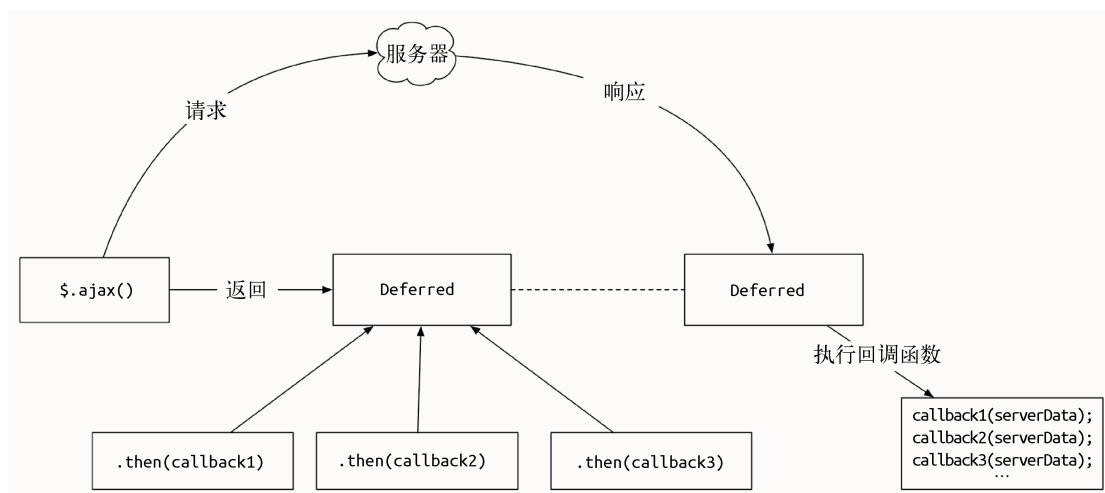 服务器
请求
响应
$.ajax()
返回
Deferred
Deferred
执行回调函数
.then(callback1)
.then(callback2)
.then(callback3)
callback1(serverData);
callback2(serverData);
callback3(serverData);
...